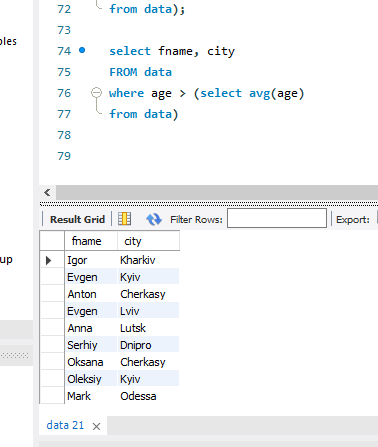 72 from data);
73
ples
74 select fname, city
75 FROM data
76 where age > (select avg(age)
77 from data)
78
79
Result Grid Filter Rows: Export:
fname city
up
Igor Kharkiv
Evgen Kyiv
Anton Cherkasy
Evgen Lviv
Anna Lutsk
Serhiy Dnipro
Oksana Cherkasy
Oleksiy Kyiv
Mark Odessa
data 21